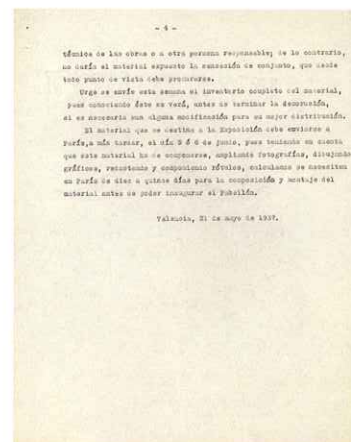 - 4 -
técnica de las obras o a otra persona responsable; de lo contrario,
no daría el material expuesto la sensación de conjunto, que desde
todo punto de vista debe procurarse.
Urge se envíe esta semana el inventario completo del material,
pues conociendo éste se verá, antes de terminar la decoración,
si es necesaria aun alguna modificación para su mejor distribución.
El material que se destina a la Exposición debe enviarse a
París, a más tardar, el día 5 ó 6 de junio, pues teniendo en cuenta
que este material ha de componerse, ampliando fotografías, dibujando
gráficos, recortando y componiendo rótulos, calculamos se necesiten
en París de diez a quince días para la composición y montaje del
material antes de poder inaugurar el Pabellón.
Valencia, 21 de mayo de 1937.